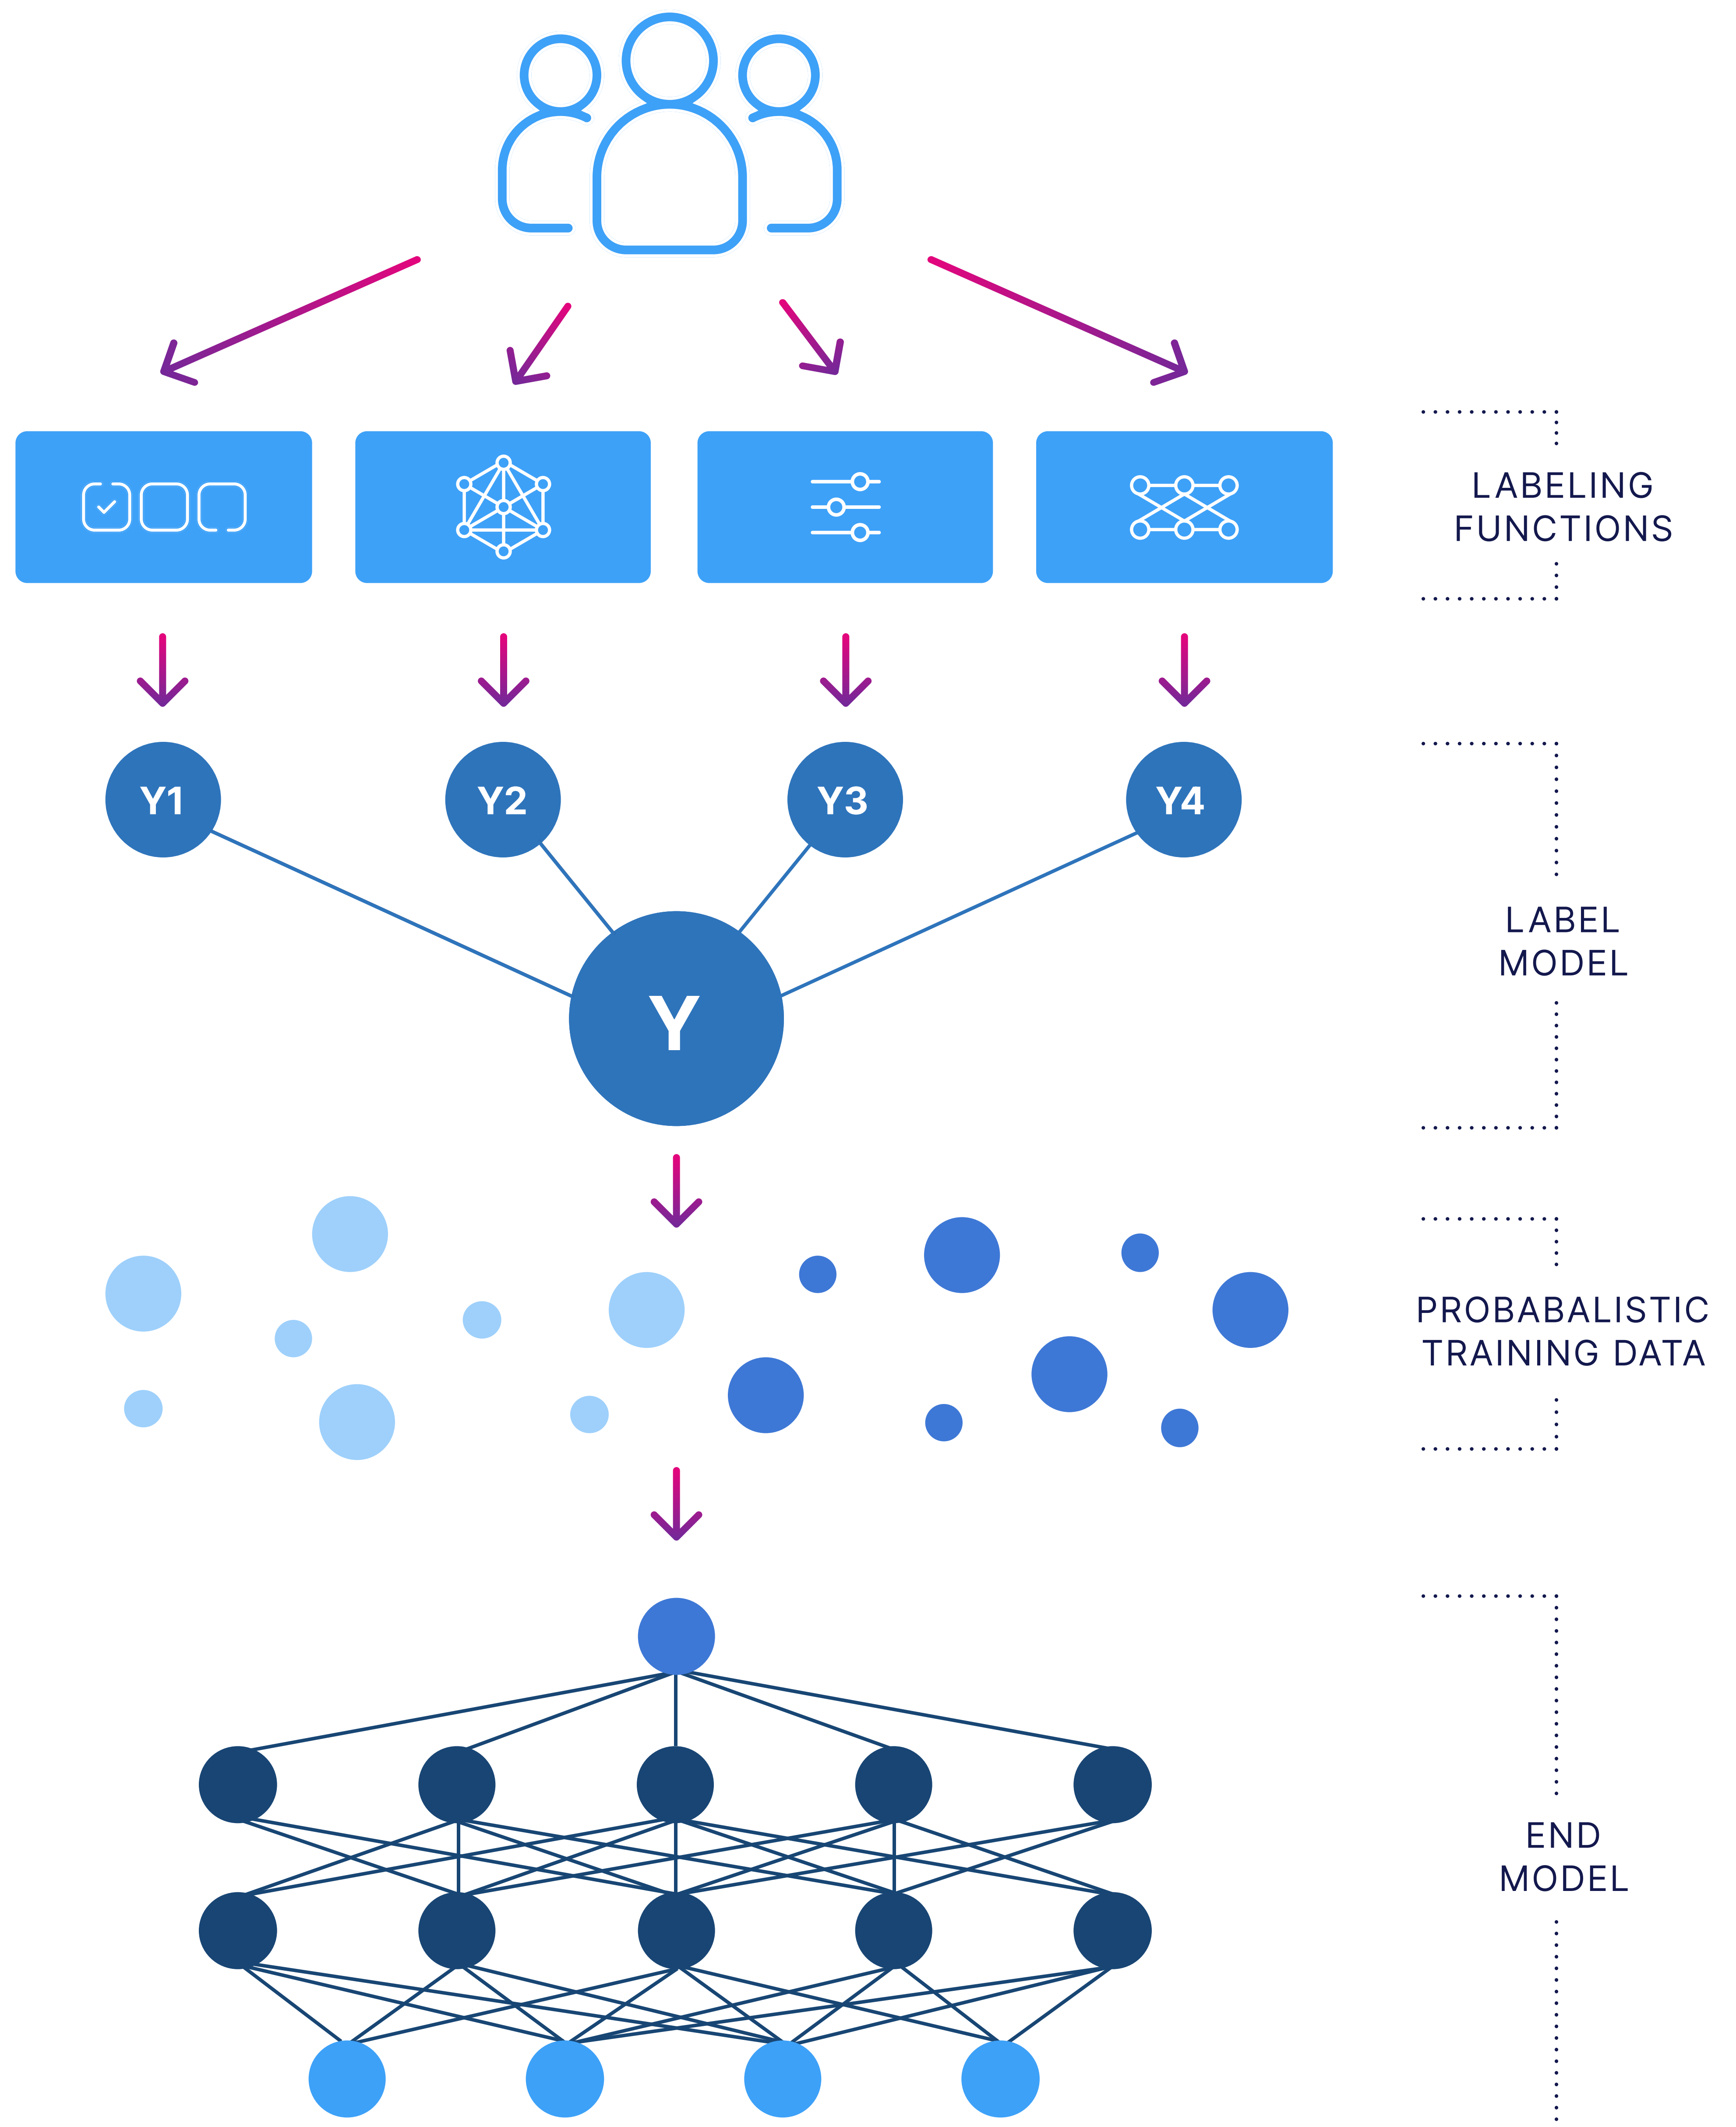 LABELING
FUNCTIONS
Y1
Y2
Y3
Y4
LABEL
MODEL
Y
PROBABALISTIC
TRAINING DATA
END
MODEL